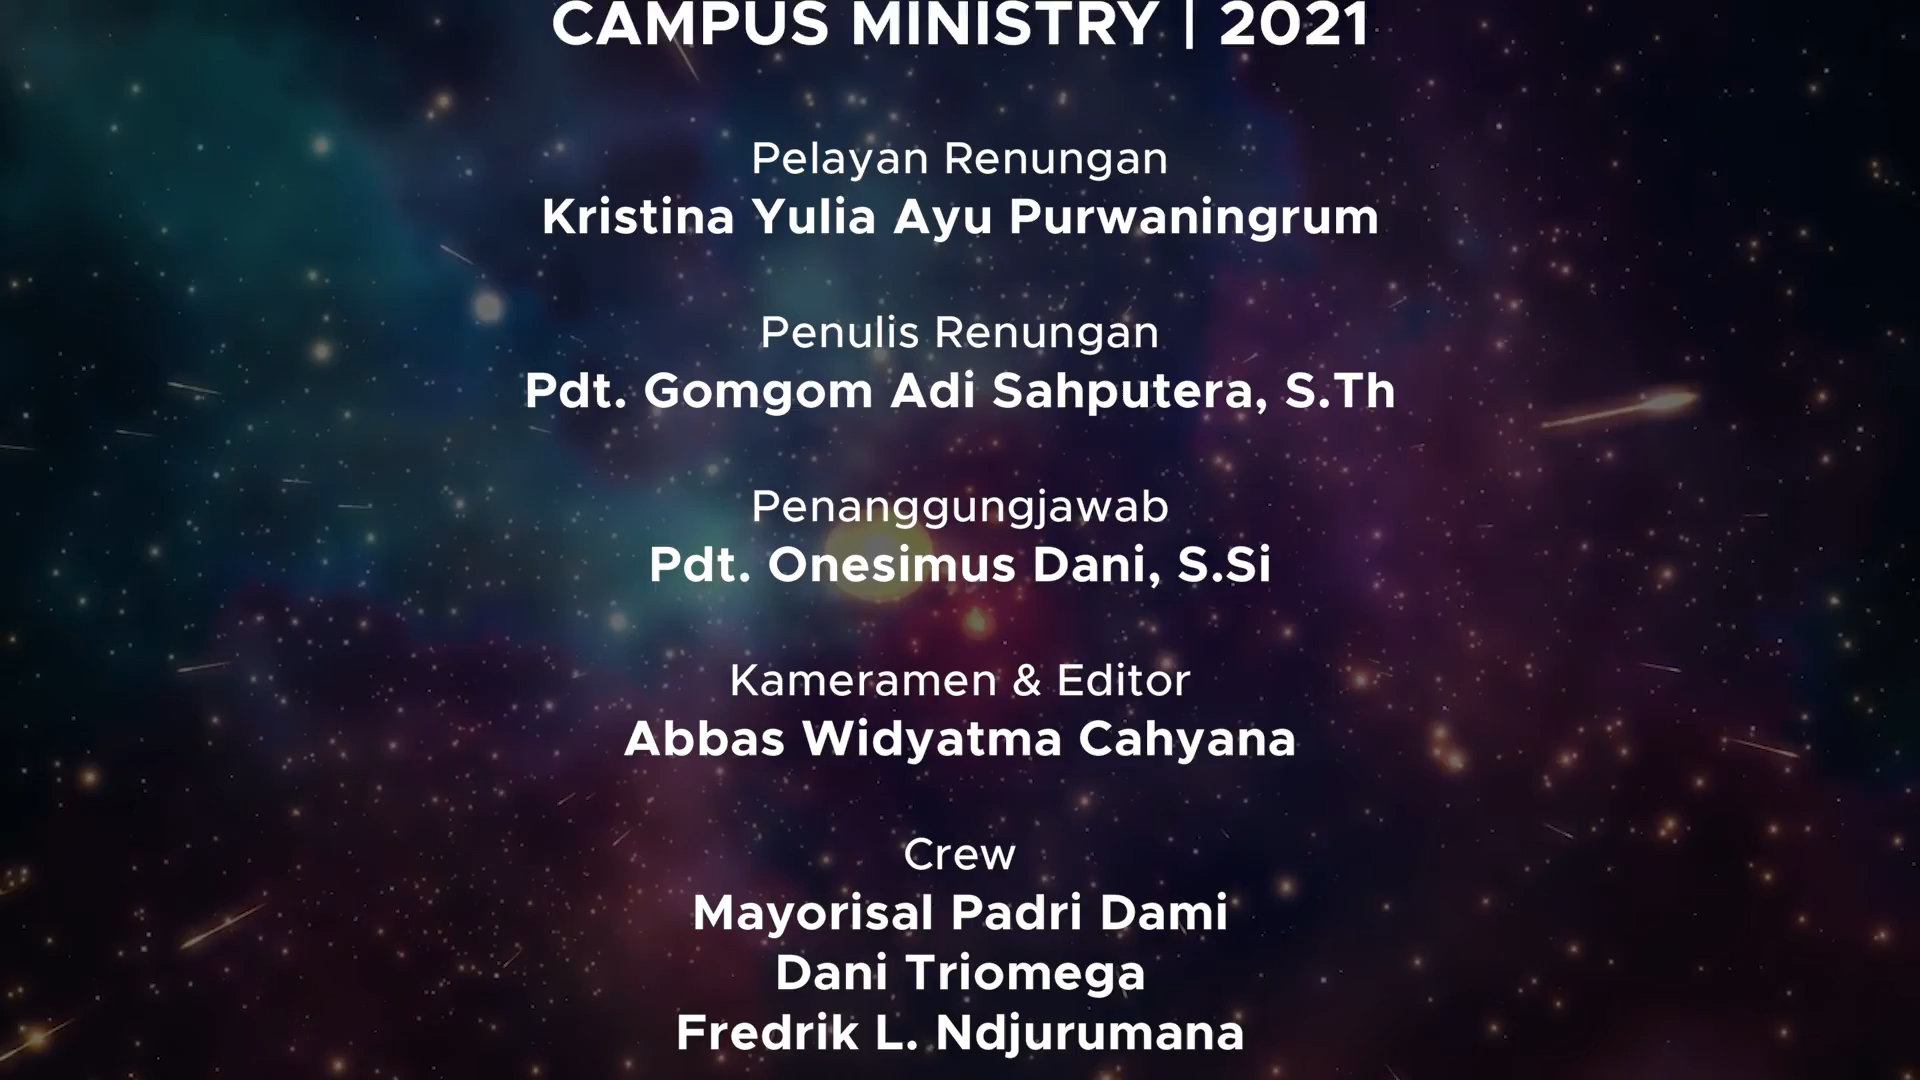 CAMPUS MINISTRY | 2021
Pelayan Renungan
Kristina Yulia Ayu Purwaningrum
Penulis Renungan
Pdt. Gomgom Adi Sahputera, S.Th
Penanggungjawab
Pdt. Onesimus Dani, S.Si
Kameramen & Editor
Abbas Widyatma Cahyana
Crew
Mayorisal Padri Dami
Dani Triomega
Fredrik L. Ndjurumana